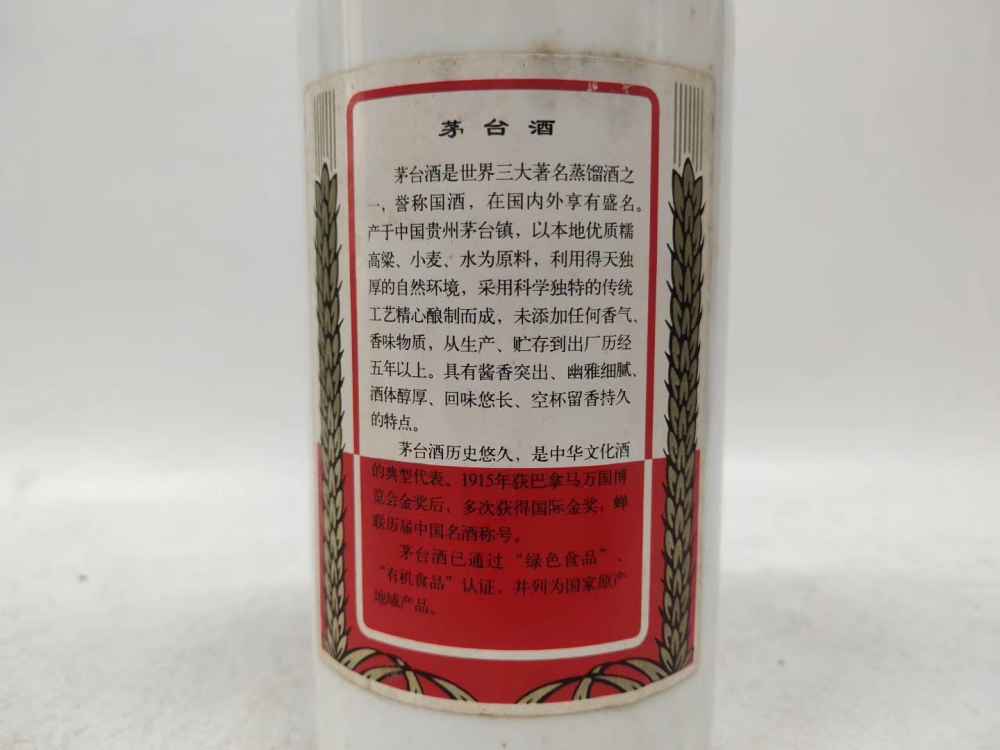 茅台酒
茅台酒是世界三大著名蒸馏酒之
一，誉称国酒，在国内外享有盛名。
产于中国贵州茅台镇，以本地优质糯
高粱、小麦、水为原料，利用得天独
厚的自然环境，采用科学独特的传统
工艺精心酿制而成，未添加任何香气、
香味物质，从生产、贮存到出厂历经
五年以上。具有酱香突出、幽雅细腻、
酒体醇厚、回味悠长、空杯留香持久
的特点。
茅台酒历史悠久，是中华文化酒
的典型代表、1915年获巴拿马万国博
览会金奖后，多次获得国际金奖，蝉
联历届中国名酒称号。
茅台酒已通过“绿色食品”、
“有机食品”认证，并列为国家原产
地域产品。